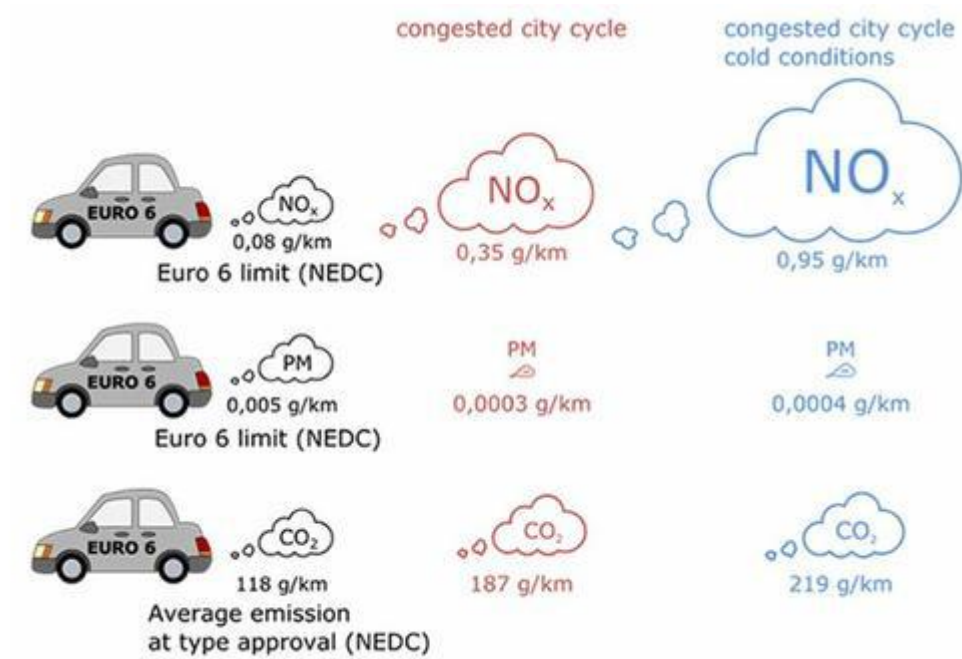 congested city cycle
congested city cycle
cold conditions
EURO 6
NOx
0,08 g/km
Euro 6 limit (NEDC)
NOx
0,35 g/km
NOx
0,95 g/km
EURO 6
PM
0,005 g/km
Euro 6 limit (NEDC)
PM
0,0003 g/km
PM
0,0004 g/km
EURO 6
CO2
118 g/km
Average emission
at type approval (NEDC)
CO2
187 g/km
CO2
219 g/km